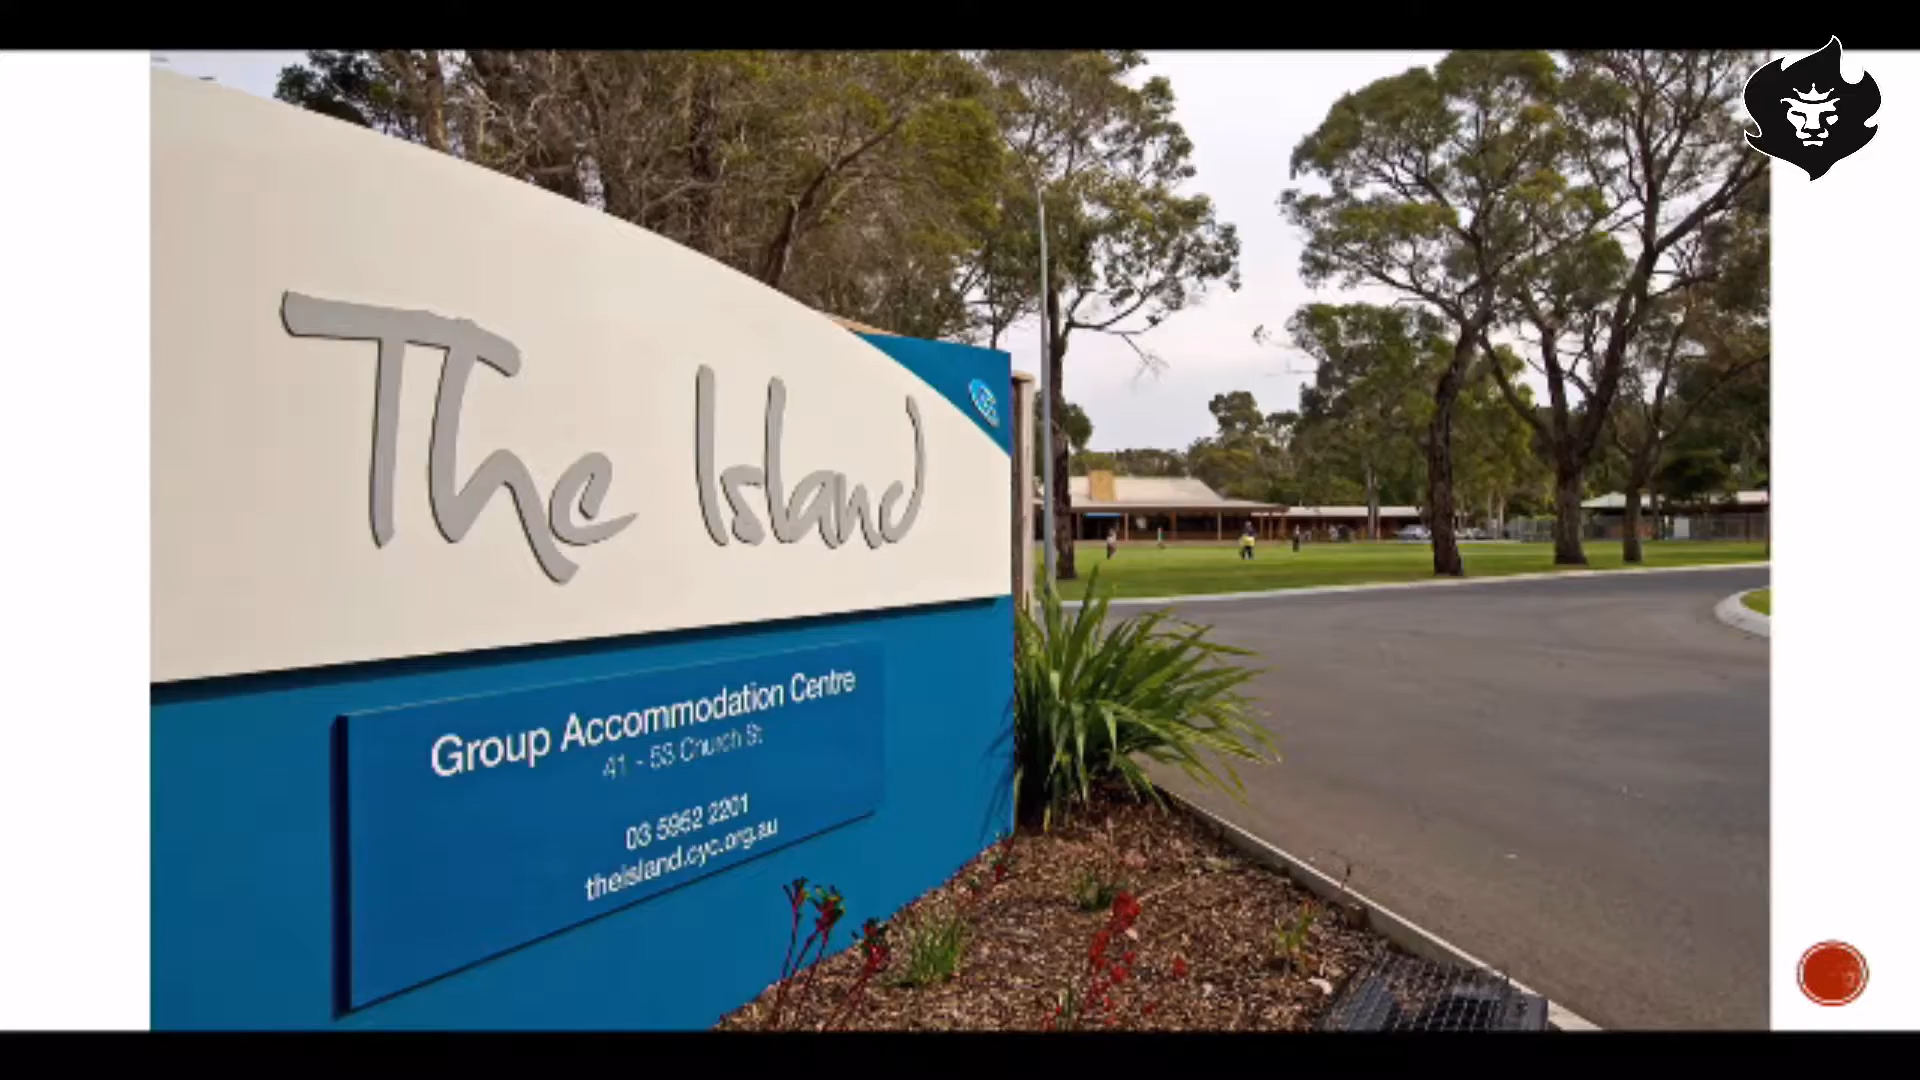 The Island
Group Accommodation Centre
41 - 53 Church St
03 5952 2201
theisland.cyc.org.au